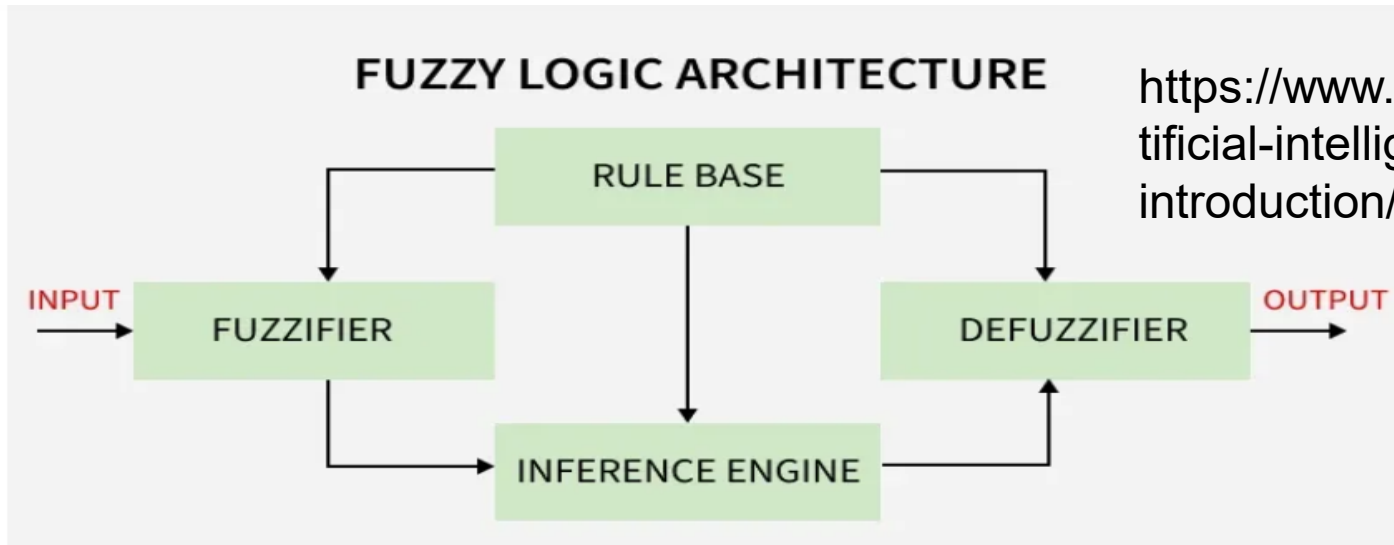 FUZZY LOGIC ARCHITECTURE
https://www.
tificial-intellig
introduction/
RULE BASE
INPUT
FUZZIFIER
DEFUZZIFIER
OUTPUT
INFERENCE ENGINE